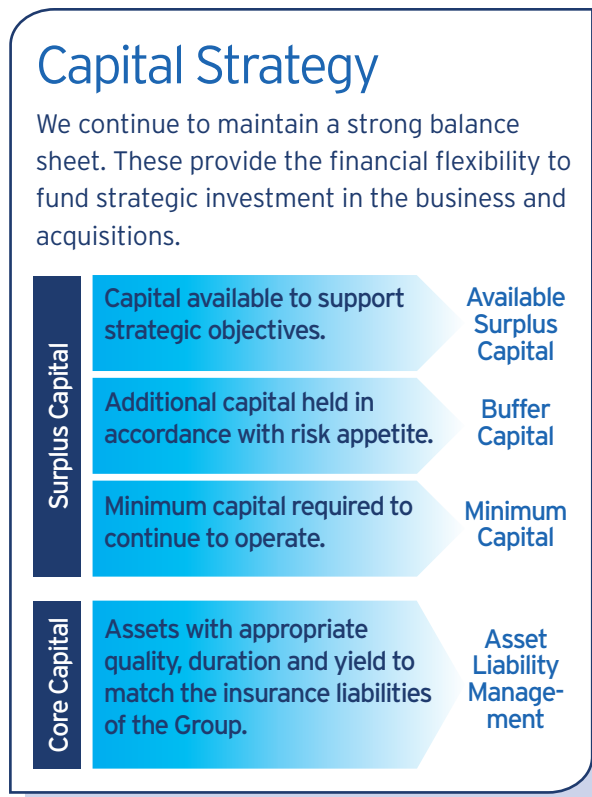 Capital Strategy
We continue to maintain a strong balance
sheet. These provide the financial flexibility to
fund strategic investment in the business and
acquisitions.
Surplus Capital
Capital available to support
strategic objectives.
Available
Surplus
Capital
Additional capital held in
accordance with risk appetite.
Buffer
Capital
Minimum capital required to
continue to operate.
Minimum
Capital
Core Capital
Assets with appropriate
quality, duration and yield to
match the insurance liabilities
of the Group.
Asset
Liability
Manage-
ment